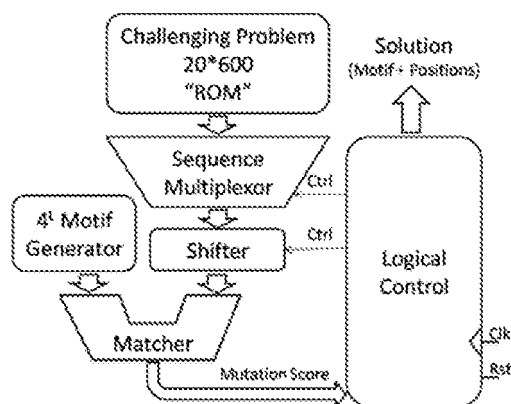 Challenging Problem
20*600
"ROM"
Solution
(Motif + Positions)
Sequence
Multiplexor
Ctrl
4ᴸ Motif
Generator
Shifter
Ctrl
Logical
Control
Matcher
Clk
Rst
Mutation Score